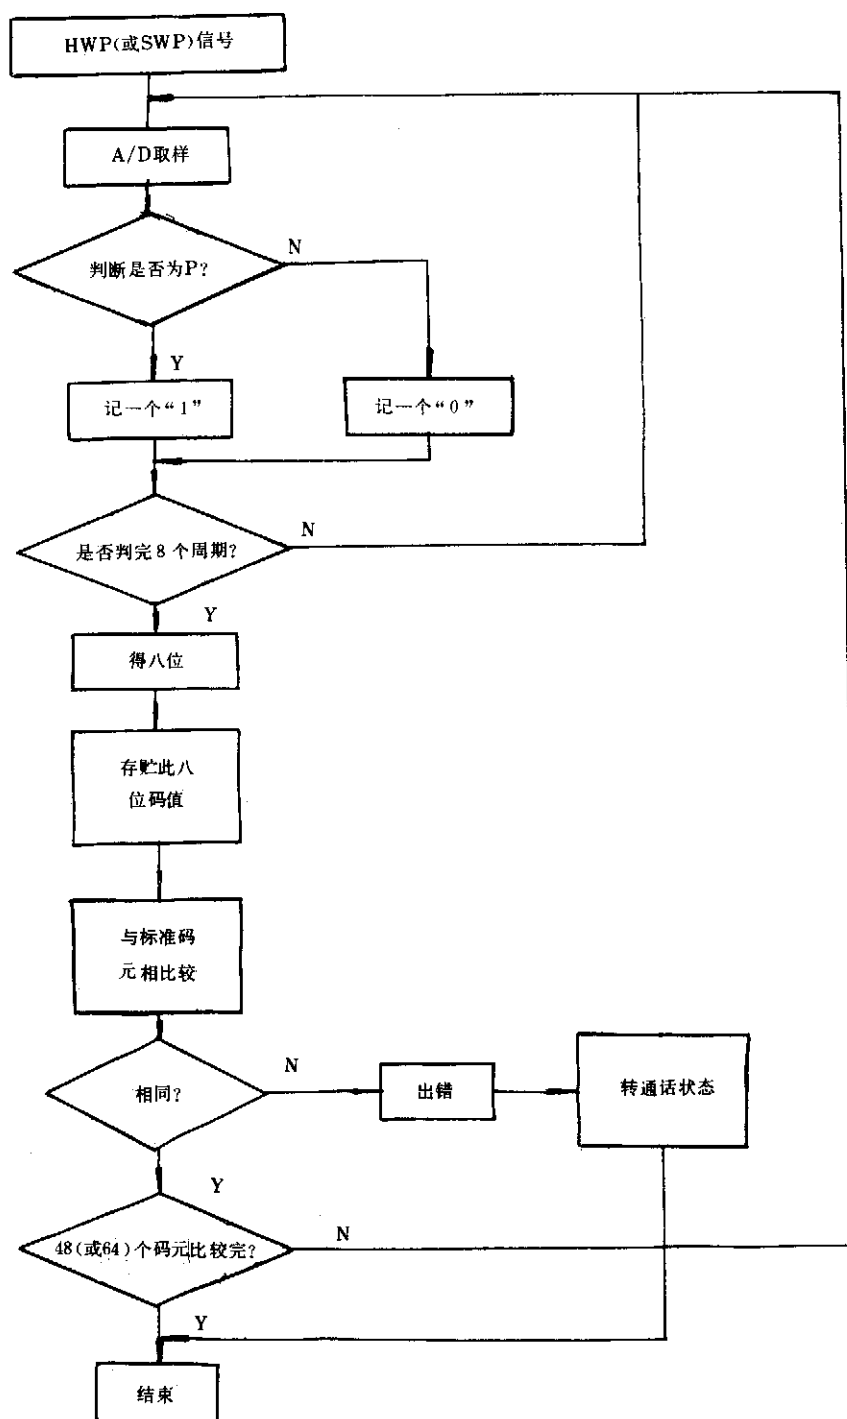 HWP(或SWP)信号
A/D取样
判断是否为P?
N
Y
记一个“1”
记一个“0”
是否判完8个周期?
N
Y
得八位
存贮此八
位码值
与标准码
元相比较
相同?
N
出错
转通话状态
Y
48(或64)个码元比较完?
N
Y
结束